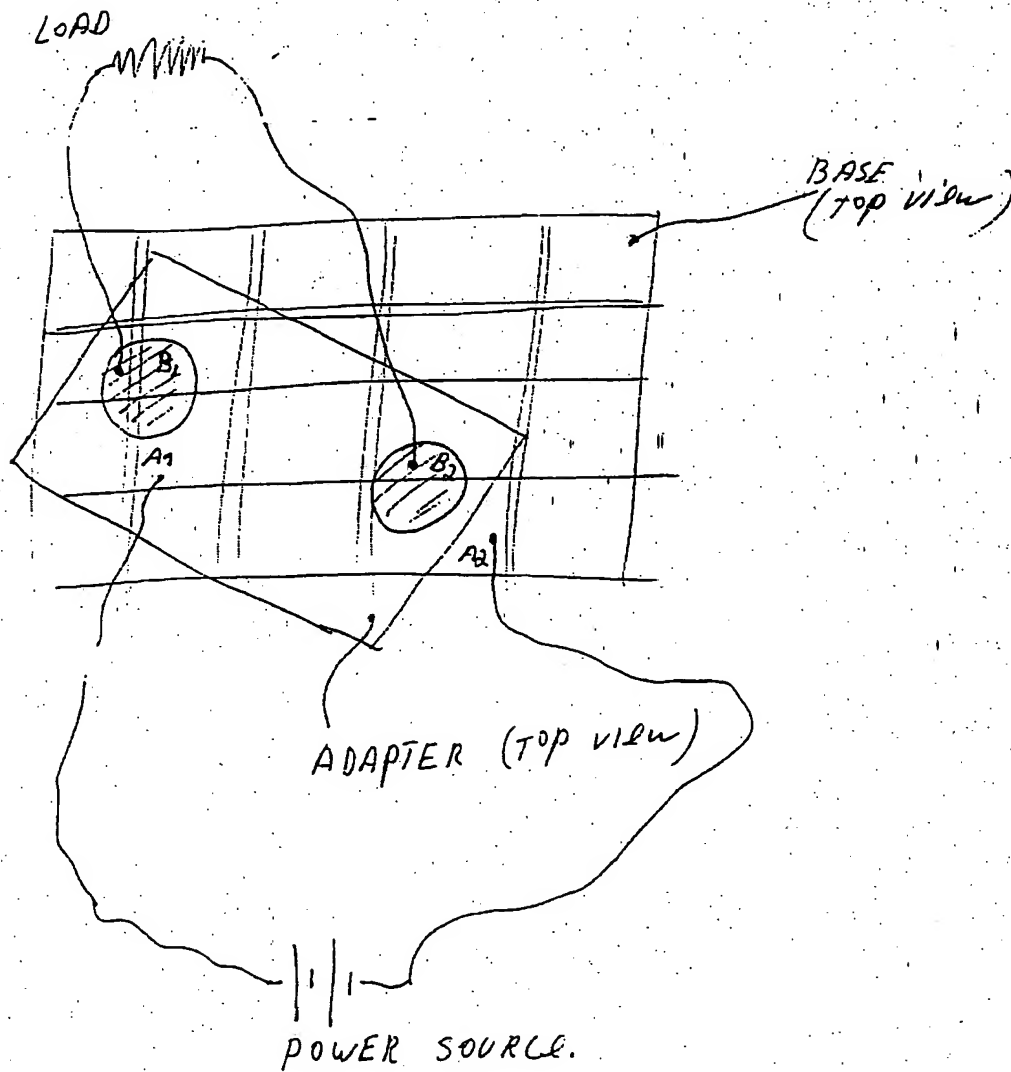 LOAD
BASE
(TOP view)
B1
A1
B2
A2
ADAPTER (TOP view)
POWER SOURCE.